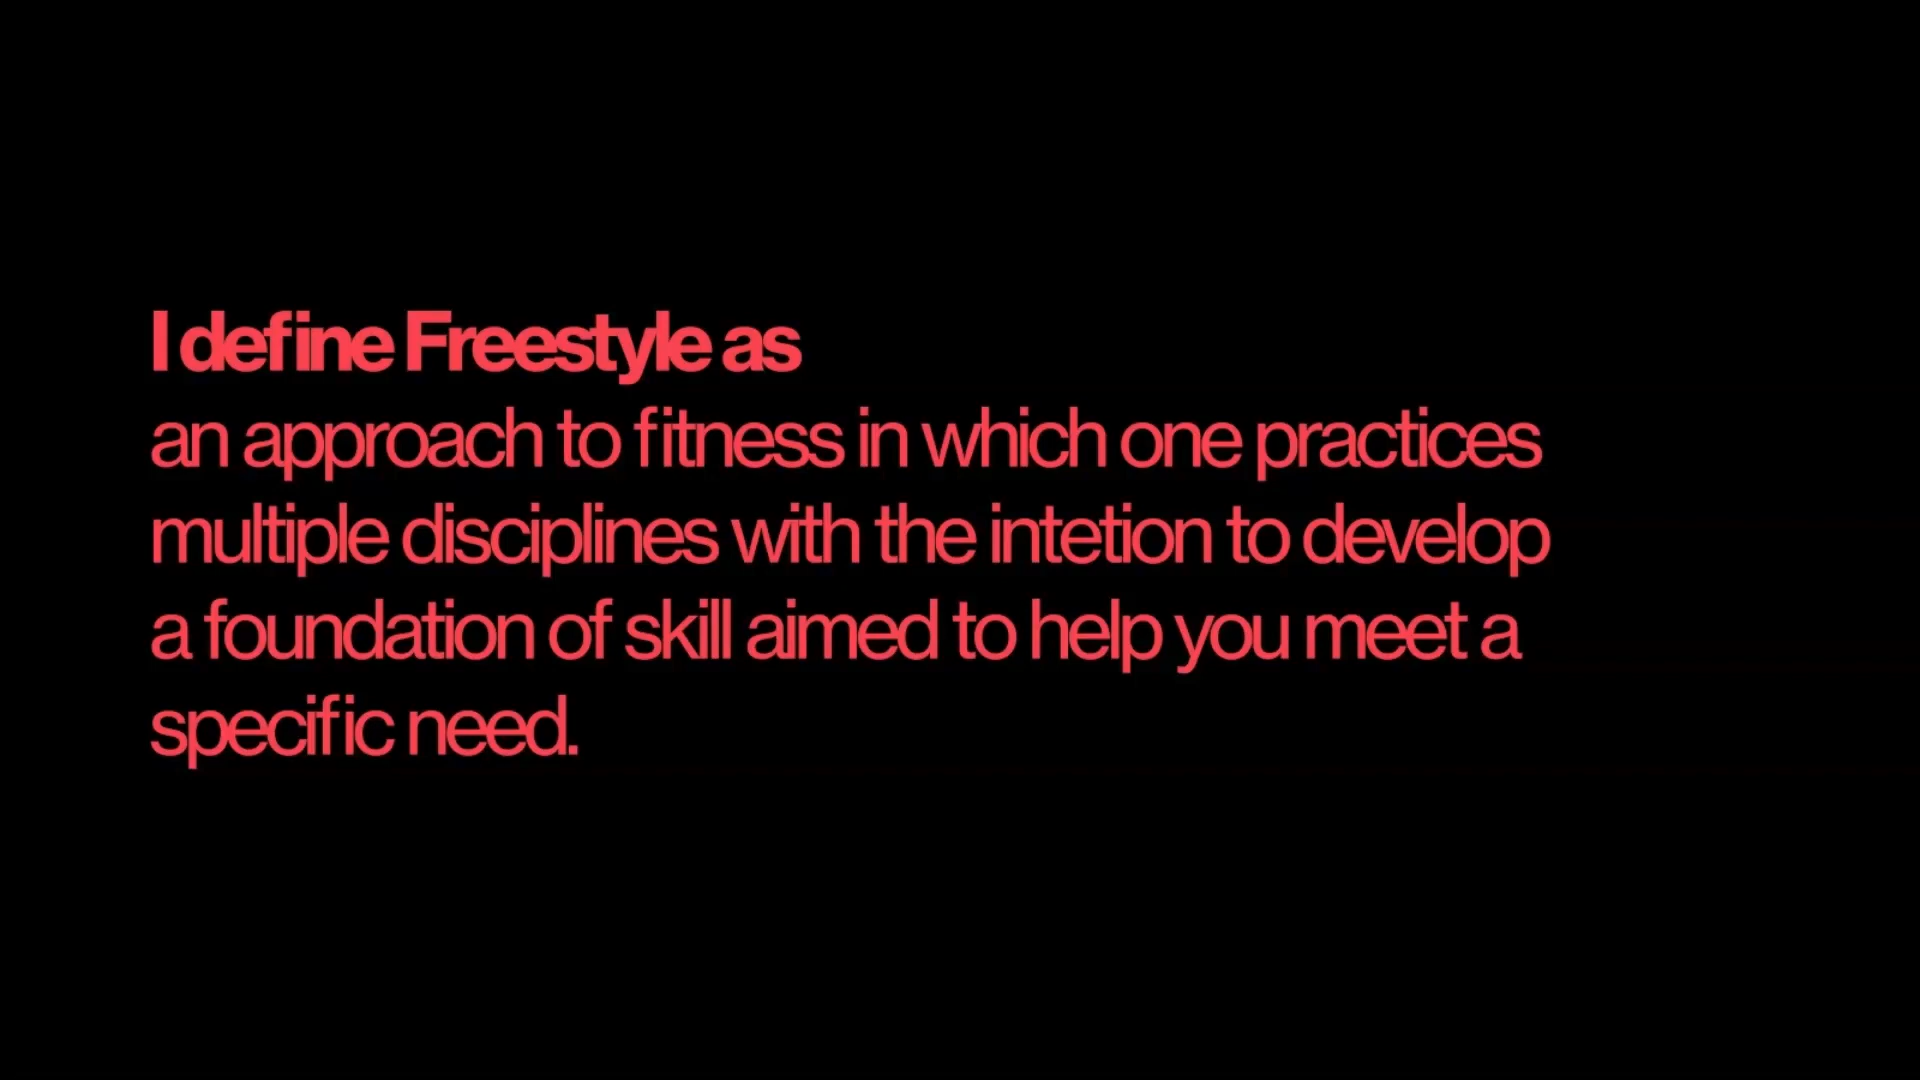 I define Freestyle as
an approach to fitness in which one practices
multiple disciplines with the intetion to develop
a foundation of skill aimed to help you meet a
specific need.